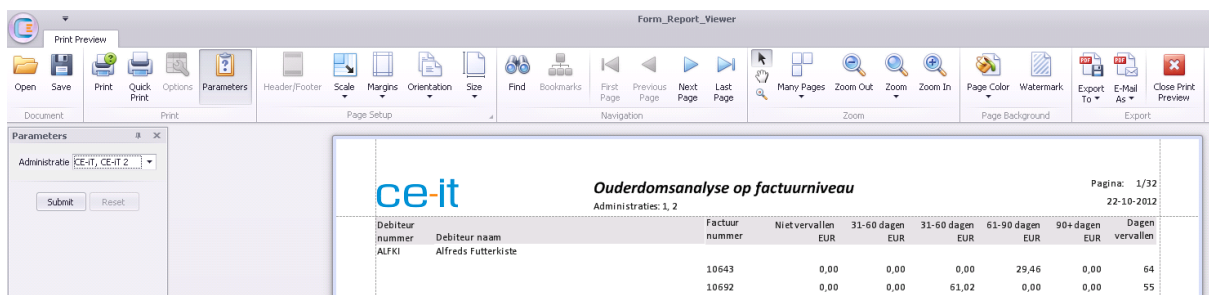 Form_Report_Viewer
Print Preview
Open Save Print Quick Print Options Parameters Header/Footer Scale Margins Orientation Size Find Bookmarks First Page Previous Page Next Page Last Page Many Pages Zoom Out Zoom Zoom In Page Color Watermark Export To E-Mail As Close Print Preview
Document Print Page Setup Navigation Zoom Page Background Export
Parameters
Administratie CE-iT, CE-iT 2
Submit Reset
ce-it
Ouderdomsanalyse op factuurniveau
Administraties: 1, 2
Pagina: 1/32
22-10-2012
Debiteur nummer Debiteur naam Factuur nummer Niet vervallen EUR 31-60 dagen EUR 31-60 dagen EUR 61-90 dagen EUR 90+ dagen EUR Dagen vervallen
ALFKI Alfreds Futterkiste
10643 0,00 0,00 0,00 29,46 0,00 64
10692 0,00 0,00 61,02 0,00 0,00 55